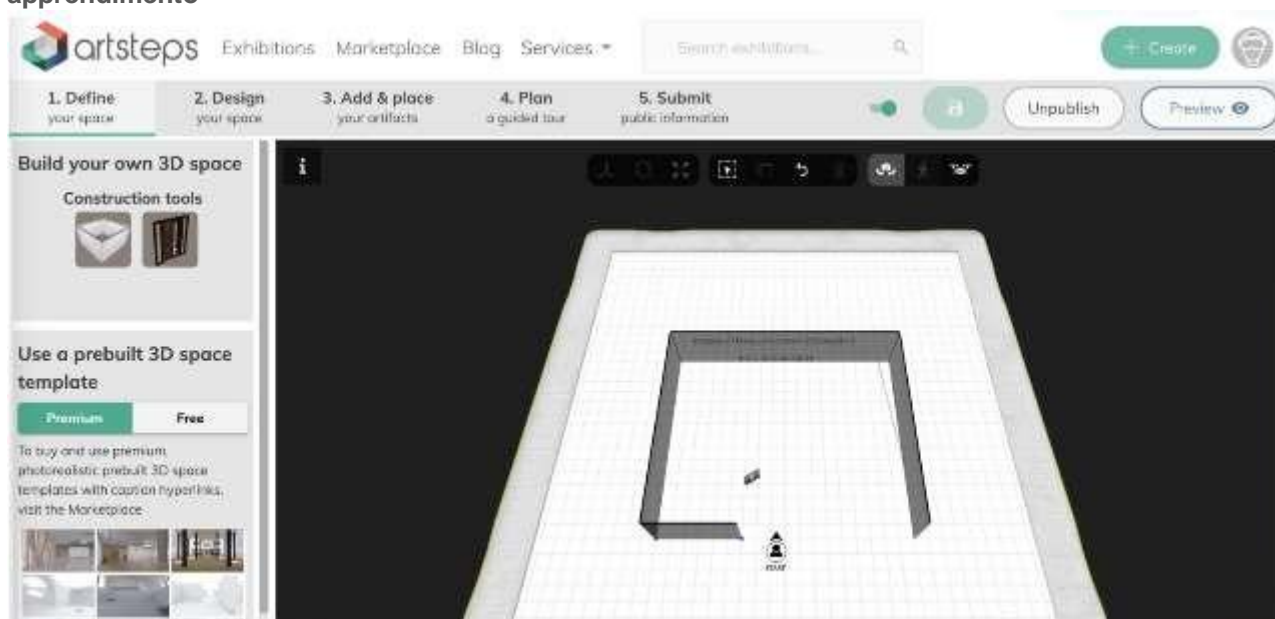 apprendimento
artsteps Exhibitions Marketplace Blog Services Search exhibitions... + Create
1. Define
your space
2. Design
your space
3. Add & place
your artifacts
4. Plan
a guided tour
5. Submit
public information
Unpublish
Preview
Build your own 3D space
Construction tools
Use a prebuilt 3D space
template
Premium Free
To buy and use premium,
photorealistic prebuilt 3D space
templates with caption hyperlinks,
visit the Marketplace
i